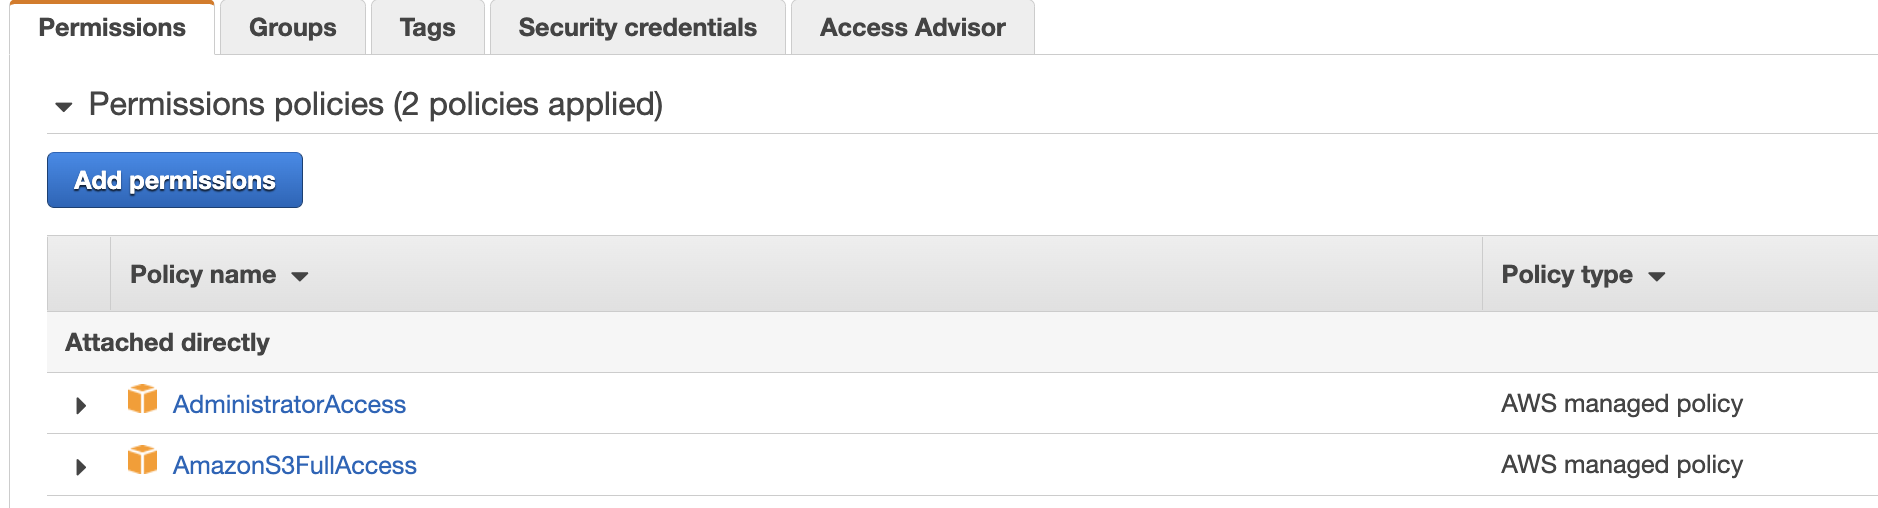 Permissions Groups Tags Security credentials Access Advisor
Permissions policies (2 policies applied)
Add permissions
Policy name Policy type
Attached directly
AdministratorAccess AWS managed policy
AmazonS3FullAccess AWS managed policy